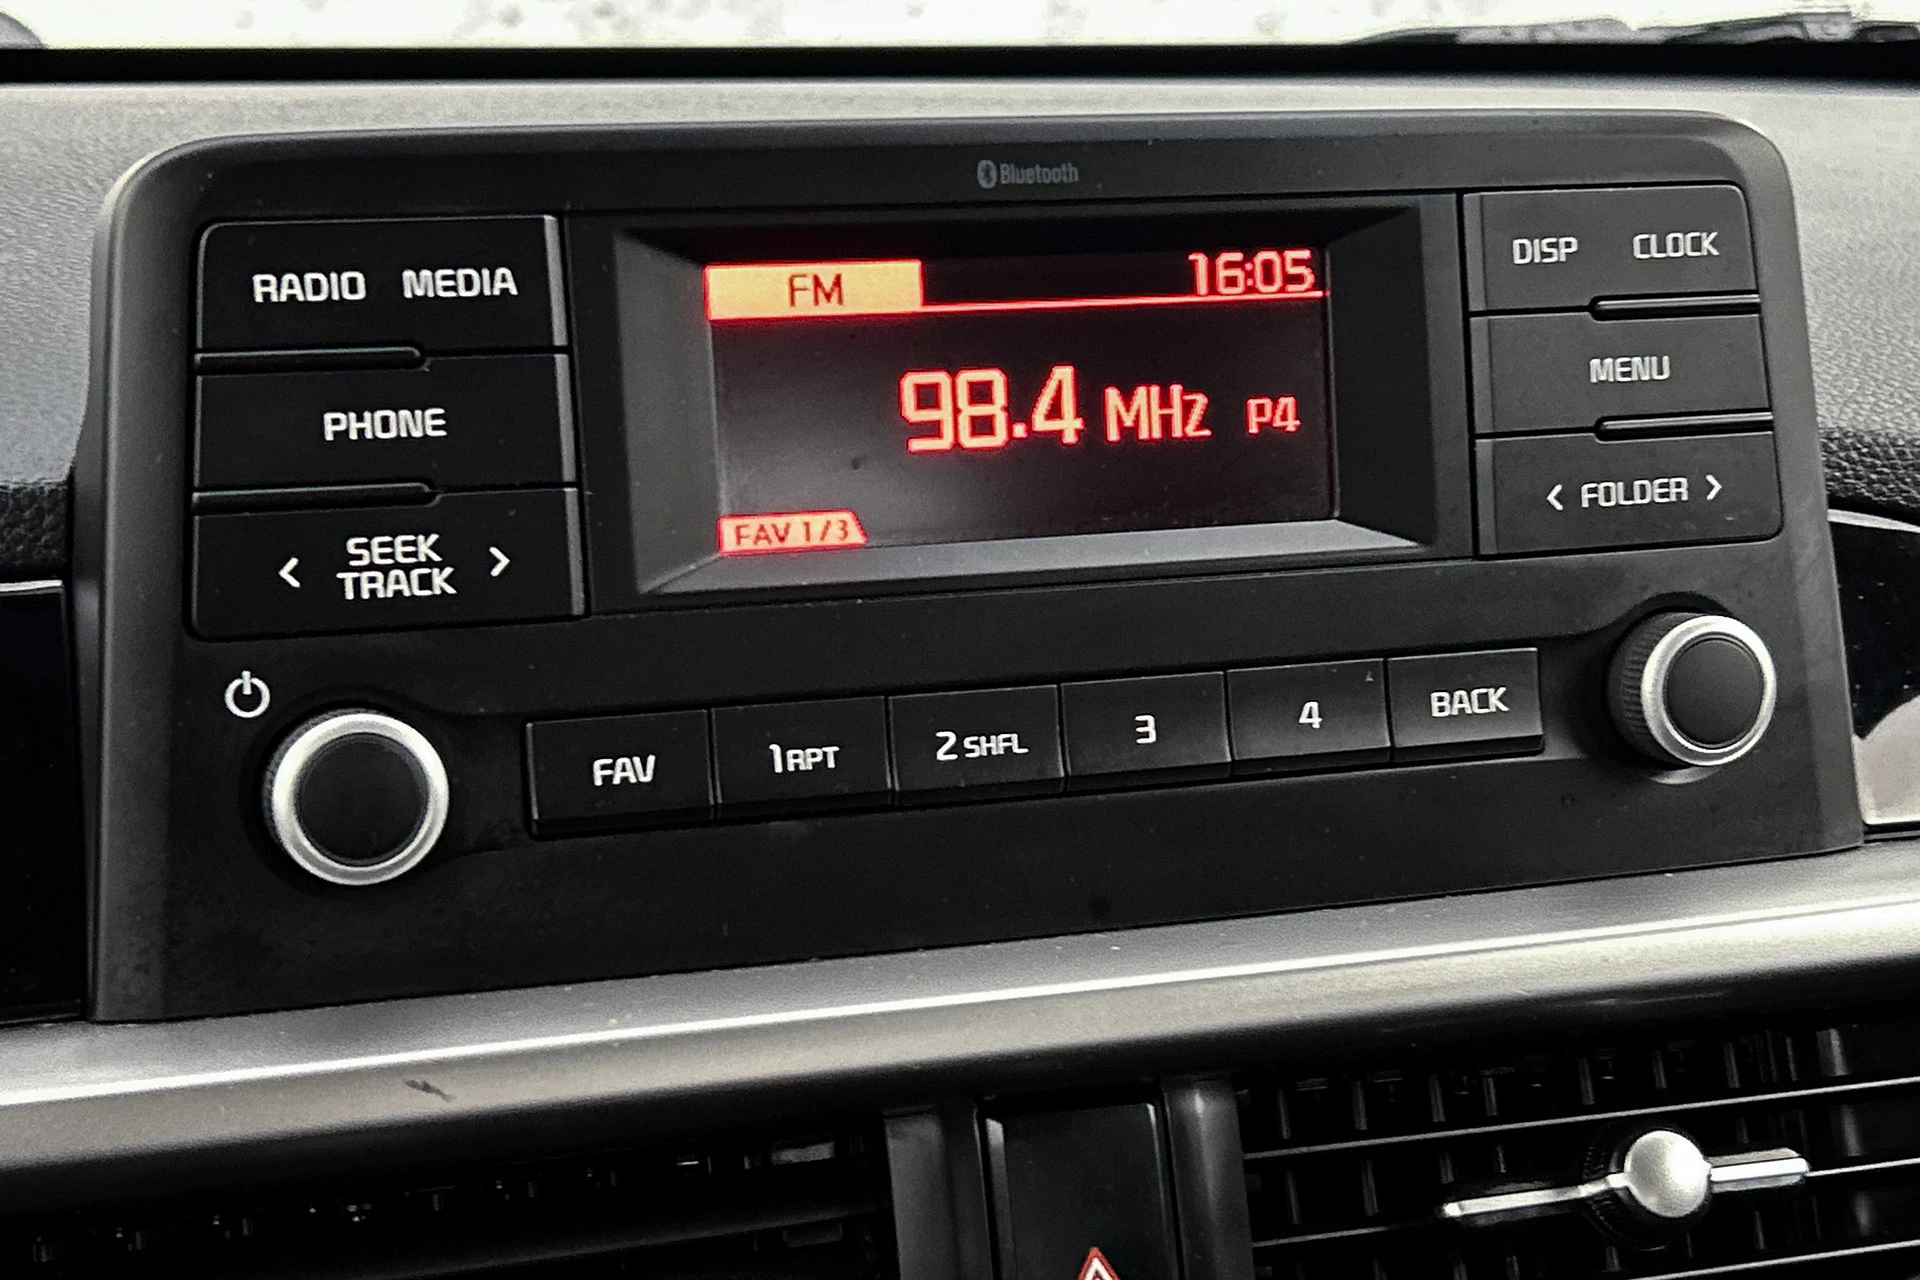 Bluetooth
RADIO MEDIA
PHONE
< SEEK TRACK >
FM 16:05
98.4 MHz P4
FAV 1/3
DISP CLOCK
MENU
< FOLDER >
FAV 1RPT 2SHFL 3 4 BACK